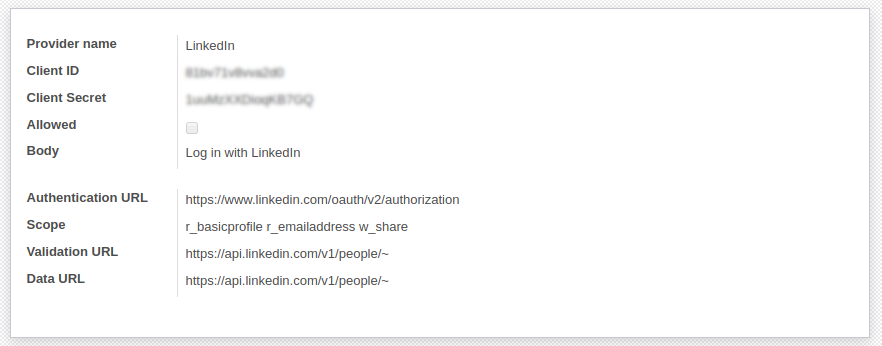 Provider name LinkedIn
Client ID
Client Secret
Allowed
Body Log in with LinkedIn
Authentication URL https://www.linkedin.com/oauth/v2/authorization
Scope r_basicprofile r_emailaddress w_share
Validation URL https://api.linkedin.com/v1/people/~
Data URL https://api.linkedin.com/v1/people/~